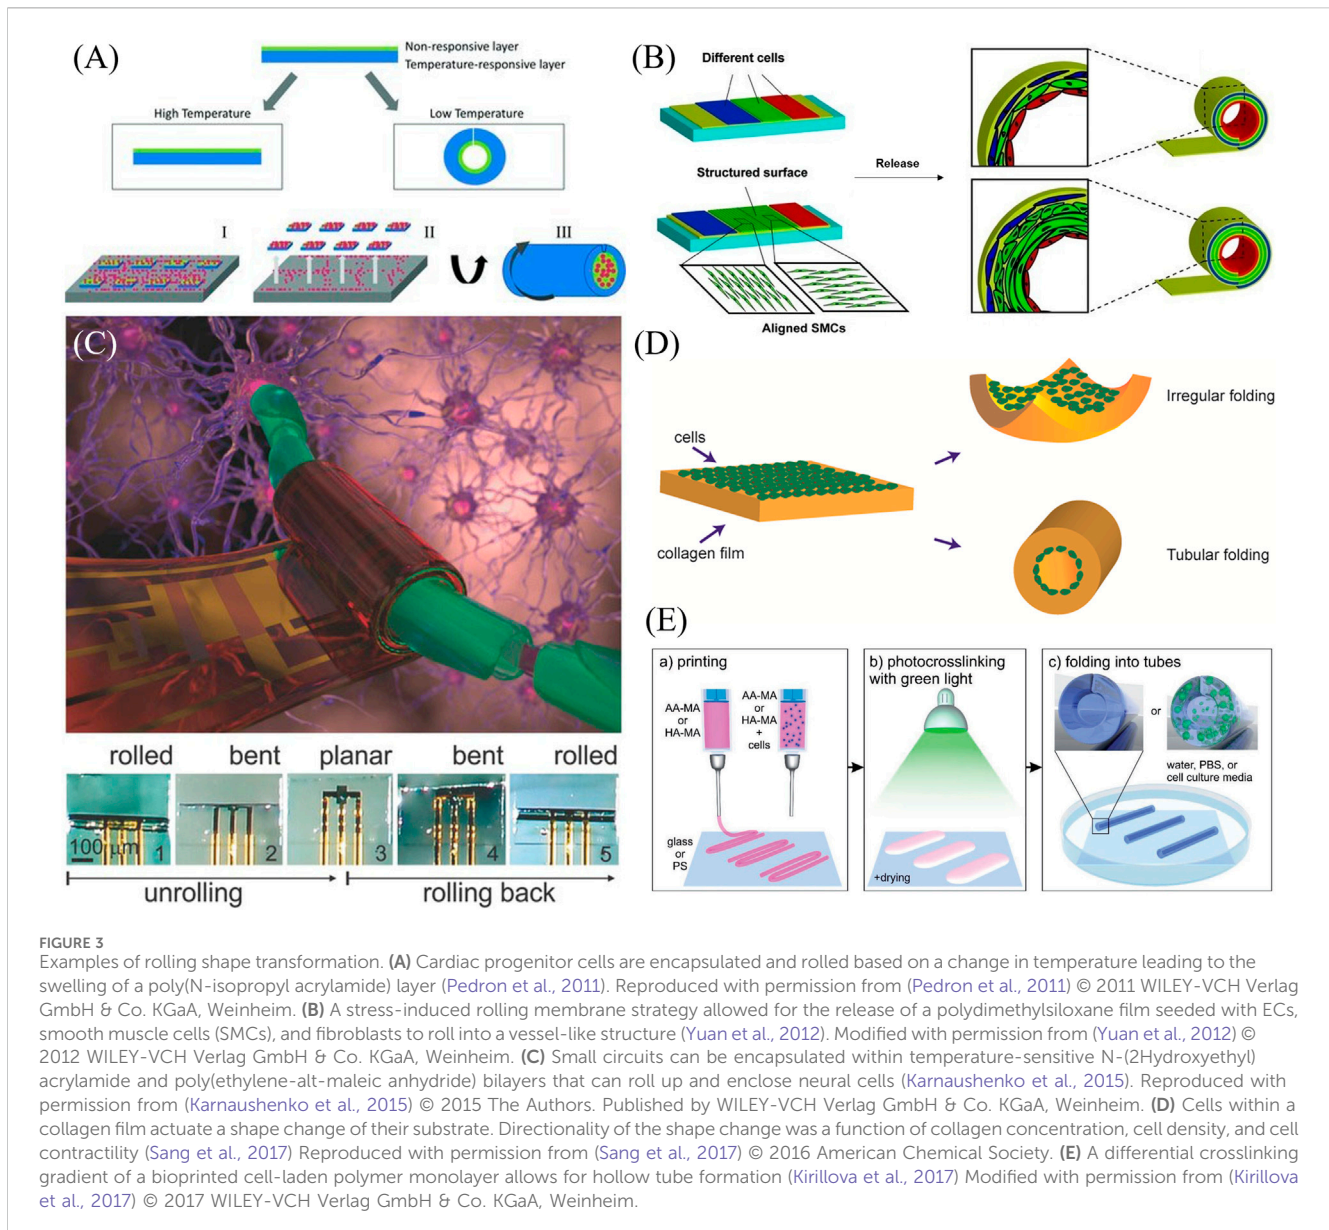 (A)
Non-responsive layer
Temperature-responsive layer
High Temperature
Low Temperature
I
II
III
(B)
Different cells
Structured surface
Release
Aligned SMCs
(C)
rolled
bent
planar
bent
rolled
100 μm
1
2
3
4
5
unrolling
rolling back
(D)
cells
collagen film
Irregular folding
Tubular folding
(E)
a) printing
AA-MA
or
HA-MA
AA-MA
or
HA-MA
+
cells
glass
or
PS
b) photocrosslinking
with green light
+drying
c) folding into tubes
or
water, PBS, or
cell culture media
FIGURE 3
Examples of rolling shape transformation. (A) Cardiac progenitor cells are encapsulated and rolled based on a change in temperature leading to the
swelling of a poly(N-isopropyl acrylamide) layer (Pedron et al., 2011). Reproduced with permission from (Pedron et al., 2011) © 2011 WILEY-VCH Verlag
GmbH & Co. KGaA, Weinheim. (B) A stress-induced rolling membrane strategy allowed for the release of a polydimethylsiloxane film seeded with ECs,
smooth muscle cells (SMCs), and fibroblasts to roll into a vessel-like structure (Yuan et al., 2012). Modified with permission from (Yuan et al., 2012) ©
2012 WILEY-VCH Verlag GmbH & Co. KGaA, Weinheim. (C) Small circuits can be encapsulated within temperature-sensitive N-(2Hydroxyethyl)
acrylamide and poly(ethylene-alt-maleic anhydride) bilayers that can roll up and enclose neural cells (Karnaushenko et al., 2015). Reproduced with
permission from (Karnaushenko et al., 2015) © 2015 The Authors. Published by WILEY-VCH Verlag GmbH & Co. KGaA, Weinheim. (D) Cells within a
collagen film actuate a shape change of their substrate. Directionality of the shape change was a function of collagen concentration, cell density, and cell
contractility (Sang et al., 2017) Reproduced with permission from (Sang et al., 2017) © 2016 American Chemical Society. (E) A differential crosslinking
gradient of a bioprinted cell-laden polymer monolayer allows for hollow tube formation (Kirillova et al., 2017) Modified with permission from (Kirillova
et al., 2017) © 2017 WILEY-VCH Verlag GmbH & Co. KGaA, Weinheim.